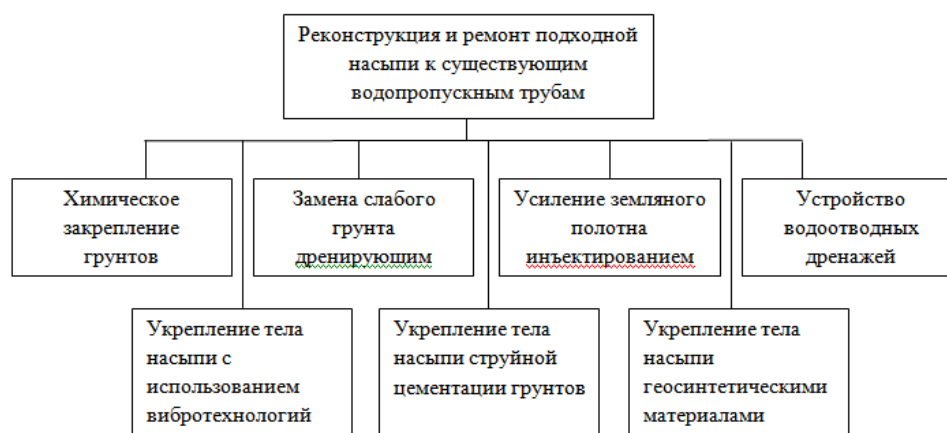 Реконструкция и ремонт подходной
насыпи к существующим
водопропускным трубам
Химическое
закрепление
грунтов
Замена слабого
грунта
дренирующим
Усиление земляного
полотна
инъектированием
Устройство
водоотводных
дренажей
Укрепление тела
насыпи с
использованием
вибротехнологий
Укрепление тела
насыпи струйной
цементации грунтов
Укрепление тела
насыпи
геосинтетическими
материалами